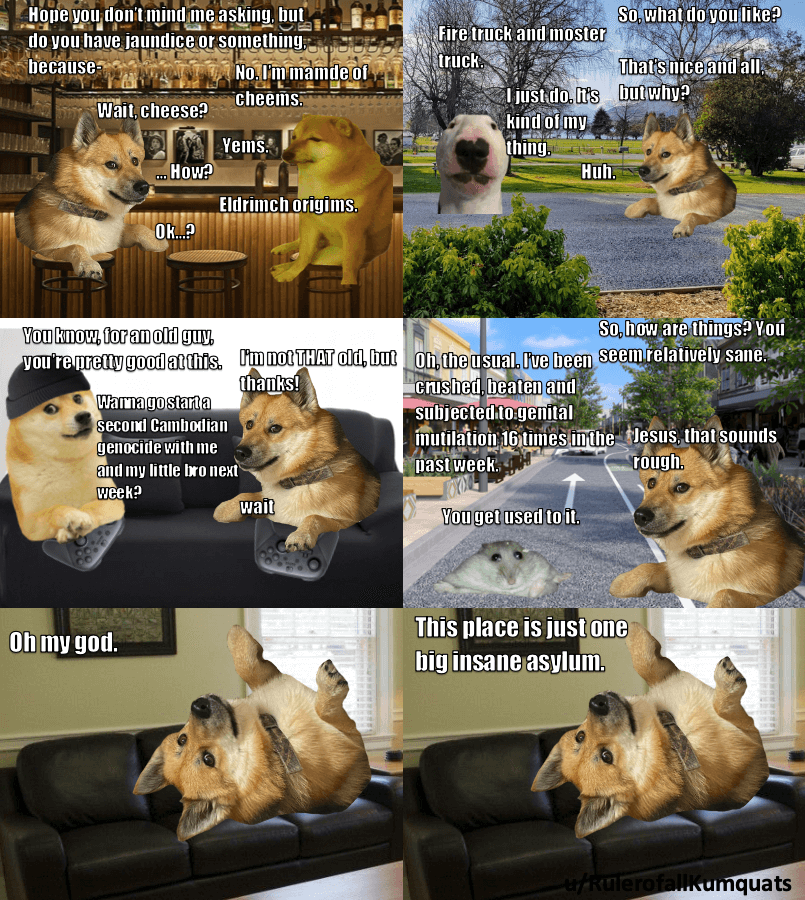 Hope you don't mind me asking, but
do you have jaundice or something,
because-
No. I'm mamde of
cheems.
Wait, cheese?
Yems.
... How?
Eldrimch origims.
Ok...?
So, what do you like?
Fire truck and moster
truck.
That's nice and all,
but why?
I just do. It's
kind of my
thing.
Huh.
You know, for an old guy,
you're pretty good at this.
I'm not THAT old, but
thanks!
Wanna go start a
second Cambodian
genocide with me
and my little bro next
week?
wait
So, how are things? You
seem relatively sane.
Oh, the usual. I've been
crushed, beaten and
subjected to genital
mutilation 16 times in the
past week.
Jesus, that sounds
rough.
You get used to it.
Oh my god.
This place is just one
big insane asylum.
u/RulerofallKumquats